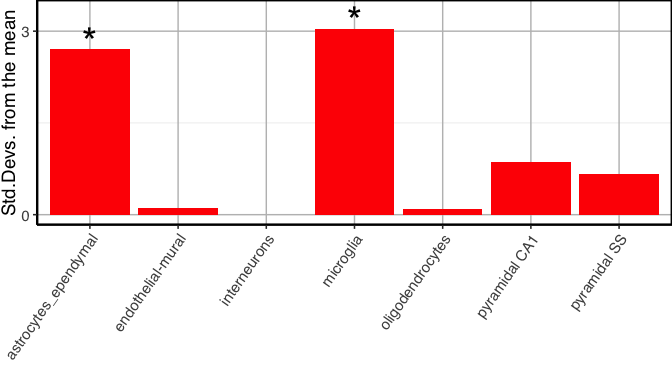 Std.Devs. from the mean
3
0
*
*
astrocytes_ependymal
endothelial-mural
interneurons
microglia
oligodendrocytes
pyramidal CA1
pyramidal SS